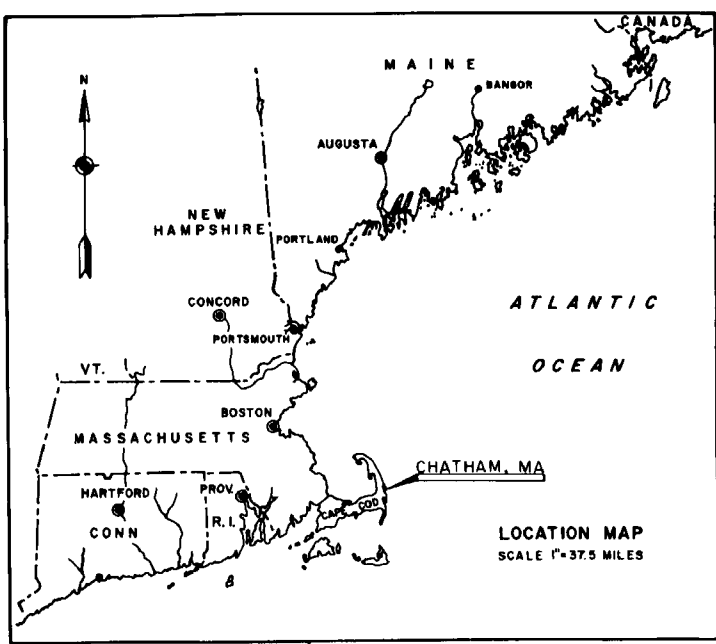 CANADA
MAINE
N
BANGOR
AUGUSTA
NEW
HAMPSHIRE
PORTLAND
CONCORD
ATLANTIC
PORTSMOUTH
VT.
OCEAN
BOSTON
MASSACHUSETTS
CHATHAM, MA
HARTFORD
PROV.
CAPE COD
R.I.
CONN
LOCATION MAP
SCALE 1"=37.5 MILES